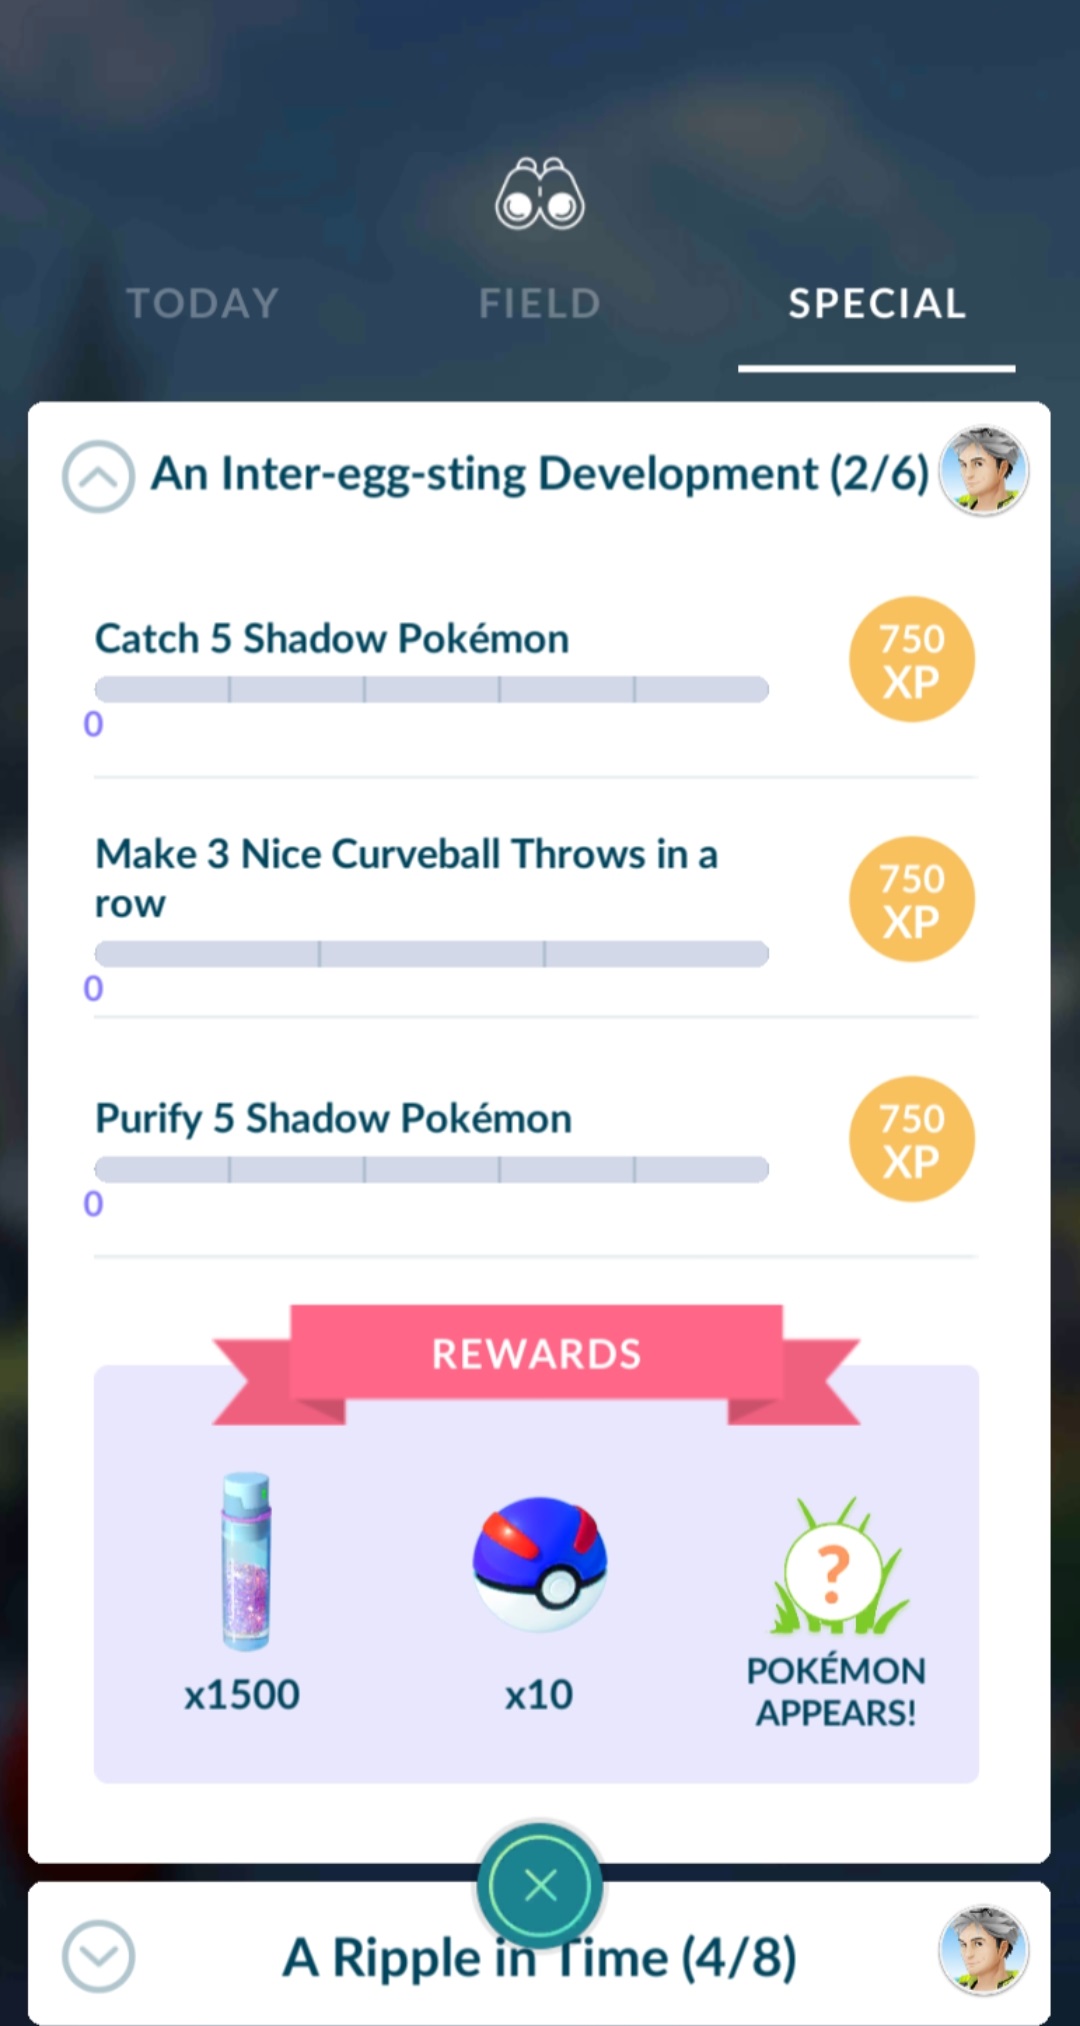 TODAY
FIELD
SPECIAL
An Inter-egg-sting Development (2/6)
Catch 5 Shadow Pokémon
750
XP
0
Make 3 Nice Curveball Throws in a
row
750
XP
0
Purify 5 Shadow Pokémon
750
XP
0
REWARDS
x1500
x10
?
POKÉMON
APPEARS!
A Ripple in Time (4/8)